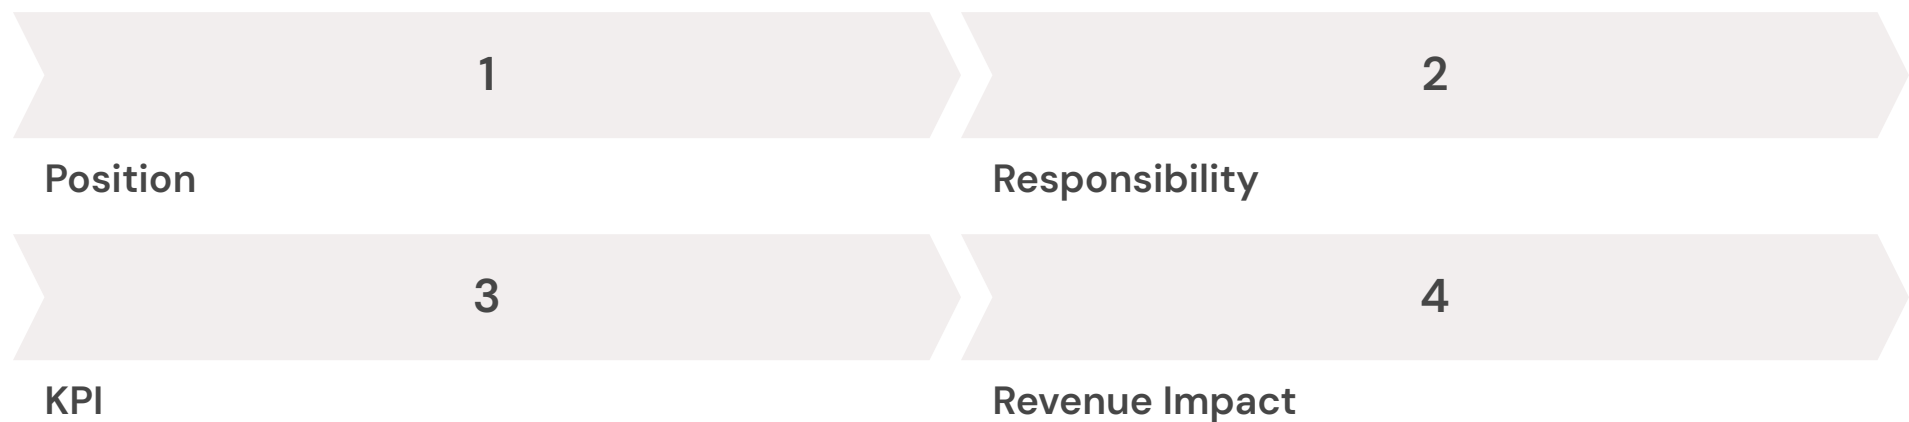 1
2
Position
Responsibility
3
4
KPI
Revenue Impact